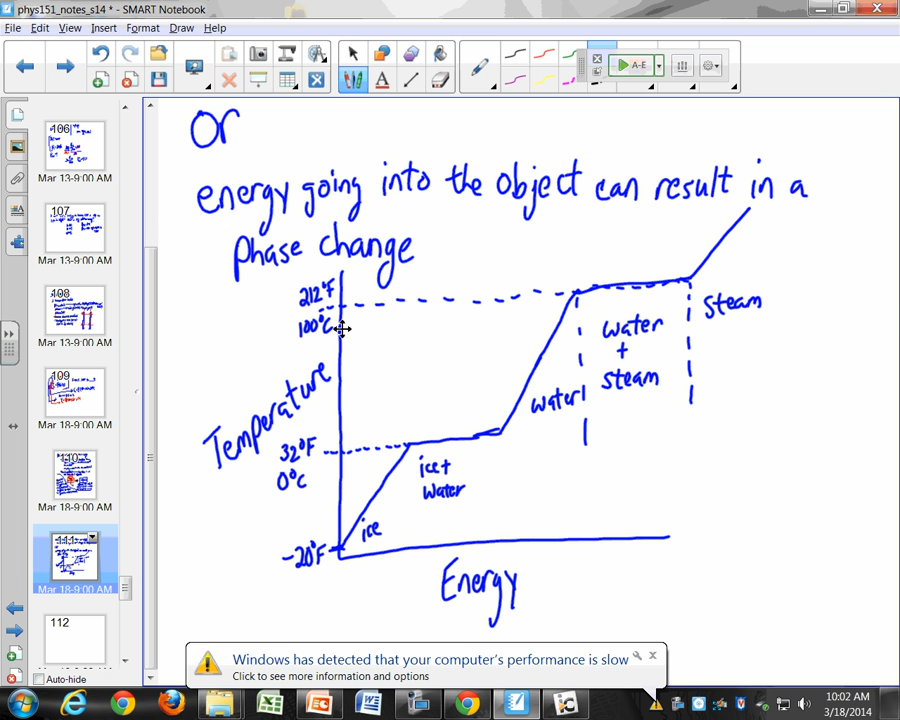 phys151_notes_s14 * - SMART Notebook
File Edit View Insert Format Draw Help
A-E
106
Mar 13-9:00 AM
107
Mar 13-9:00 AM
108
Mar 13-9:00 AM
109
Mar 18-9:00 AM
110
Mar 18-9:00 AM
111
Mar 18-9:00 AM
112
Auto-hide
Or
energy going into the object can result in a
phase change
212°F
100°C
Temperature
32°F
0°C
-20°F
ice
ice+
water
water
water
+
steam
steam
Energy
Windows has detected that your computer's performance is slow
Click to see more information and options
10:02 AM
3/18/2014